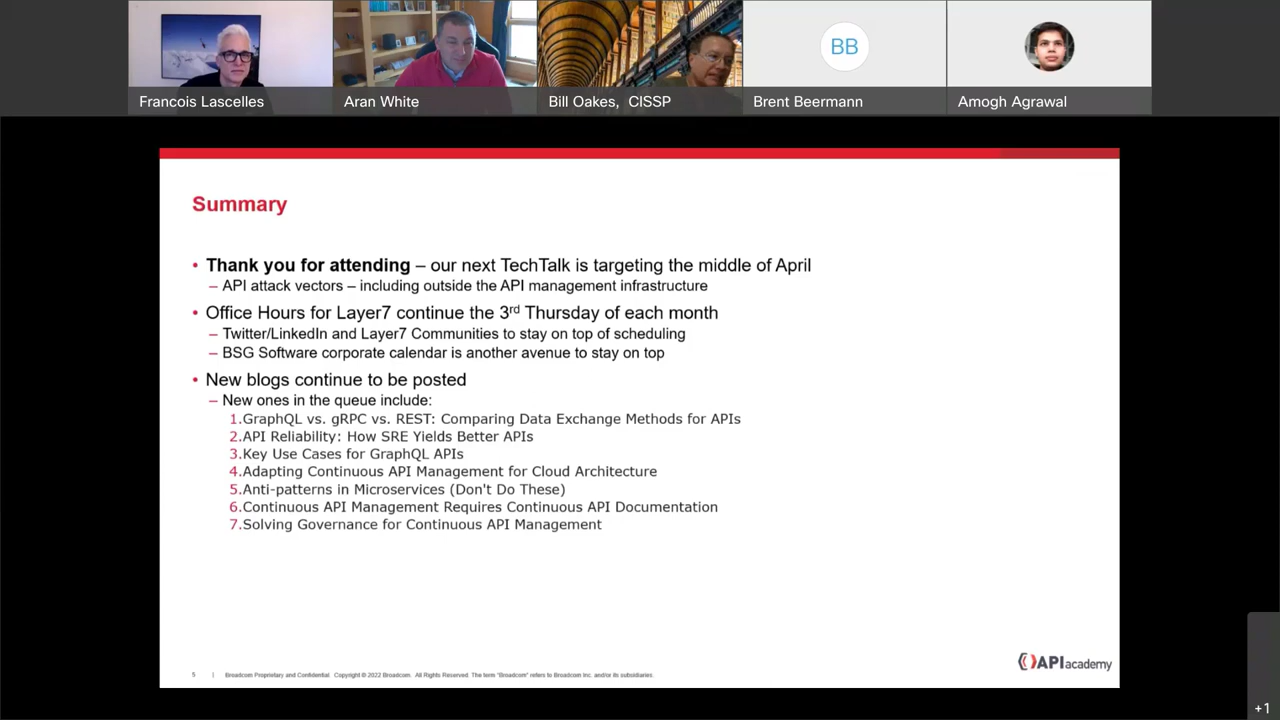 Francois Lascelles
Aran White
Bill Oakes, CISSP
BB
Brent Beermann
Amogh Agrawal
Summary
• Thank you for attending – our next TechTalk is targeting the middle of April
– API attack vectors – including outside the API management infrastructure
• Office Hours for Layer7 continue the 3rd Thursday of each month
– Twitter/LinkedIn and Layer7 Communities to stay on top of scheduling
– BSG Software corporate calendar is another avenue to stay on top
• New blogs continue to be posted
– New ones in the queue include:
1.GraphQL vs. gRPC vs. REST: Comparing Data Exchange Methods for APIs
2.API Reliability: How SRE Yields Better APIs
3.Key Use Cases for GraphQL APIs
4.Adapting Continuous API Management for Cloud Architecture
5.Anti-patterns in Microservices (Don't Do These)
6.Continuous API Management Requires Continuous API Documentation
7.Solving Governance for Continuous API Management
APIacademy
5 | Broadcom Proprietary and Confidential. Copyright © 2022 Broadcom. All Rights Reserved. The term "Broadcom" refers to Broadcom Inc. and/or its subsidiaries.
+1